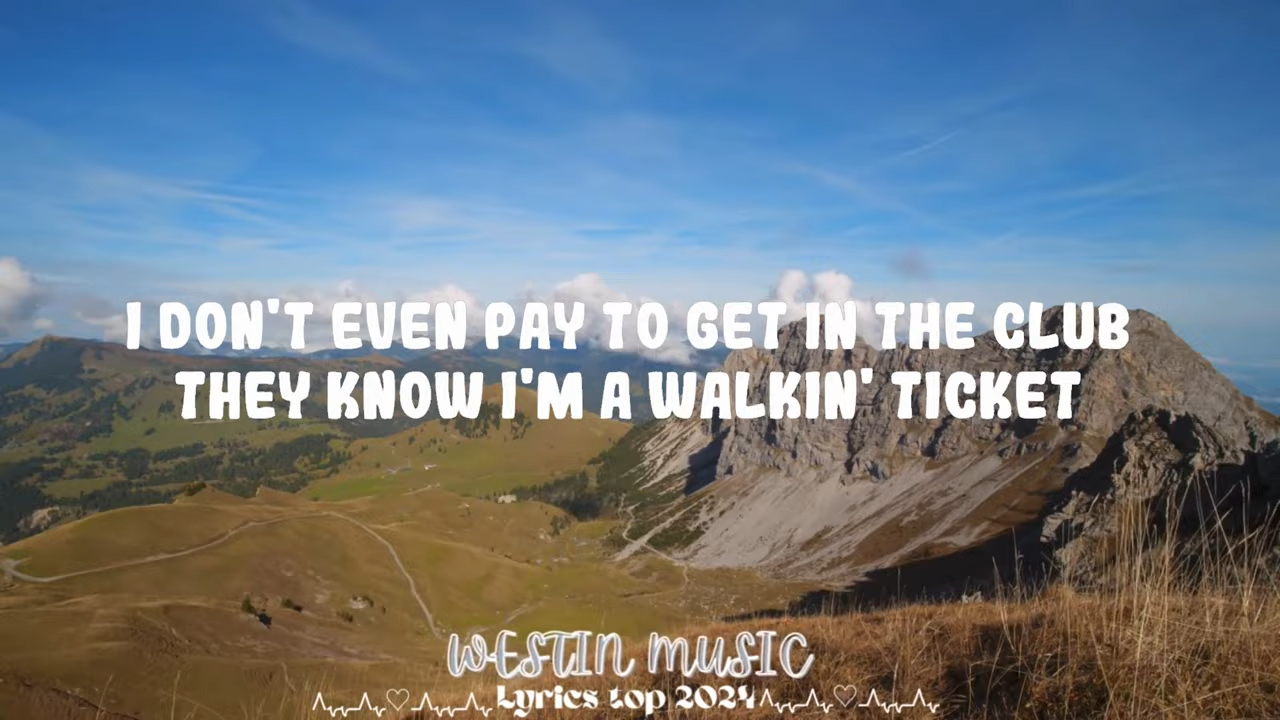 I DON'T EVEN PAY TO GET IN THE CLUB
THEY KNOW I'M A WALKIN' TICKET
WESTIN MUSIC
Lyrics top 2024